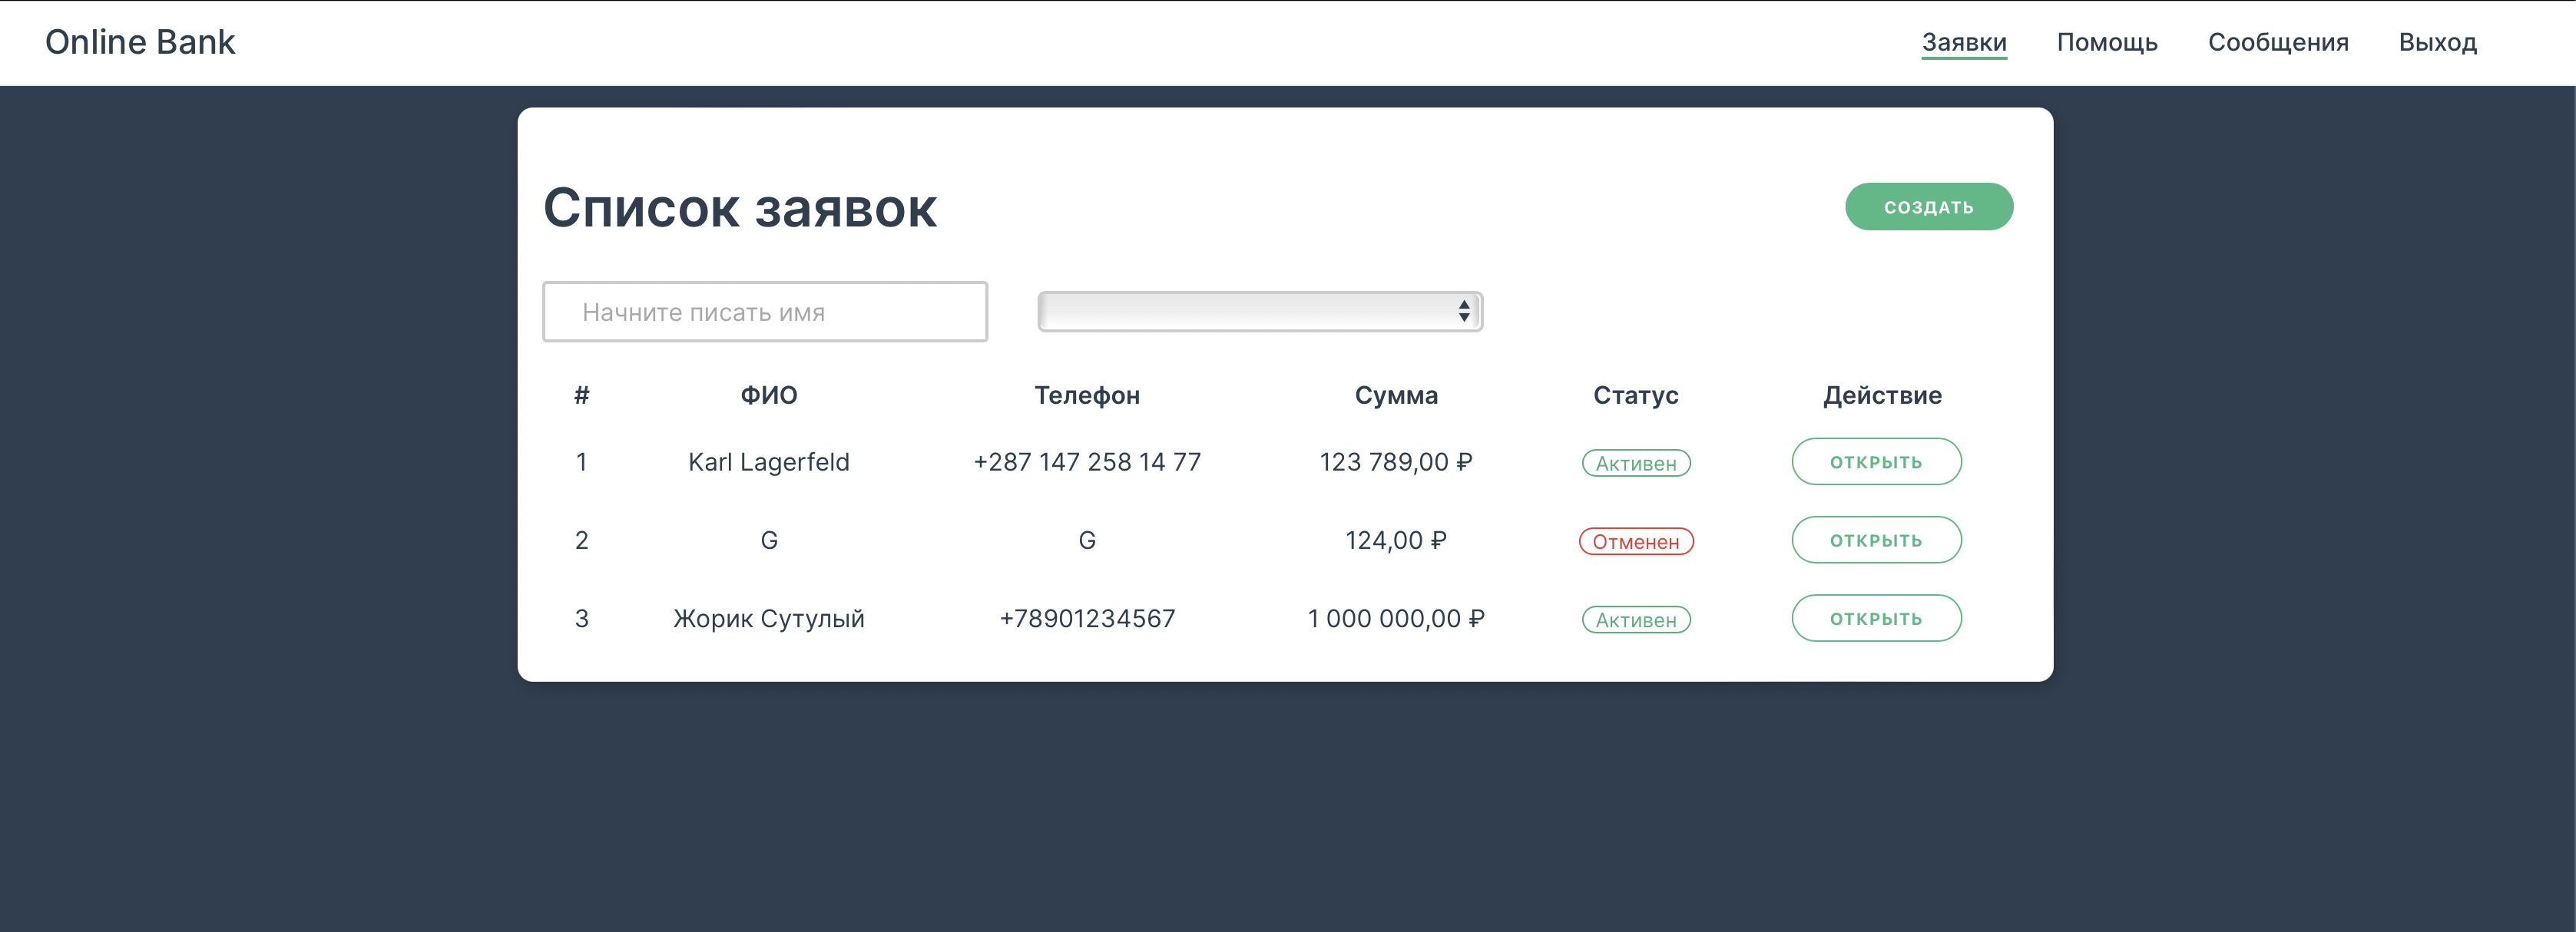 Online Bank
Заявки Помощь Сообщения Выход
Список заявок
СОЗДАТЬ
Начните писать имя
# ФИО Телефон Сумма Статус Действие
1 Karl Lagerfeld +287 147 258 14 77 123 789,00 ₽ Активен ОТКРЫТЬ
2 G G 124,00 ₽ Отменен ОТКРЫТЬ
3 Жорик Сутулый +78901234567 1 000 000,00 ₽ Активен ОТКРЫТЬ